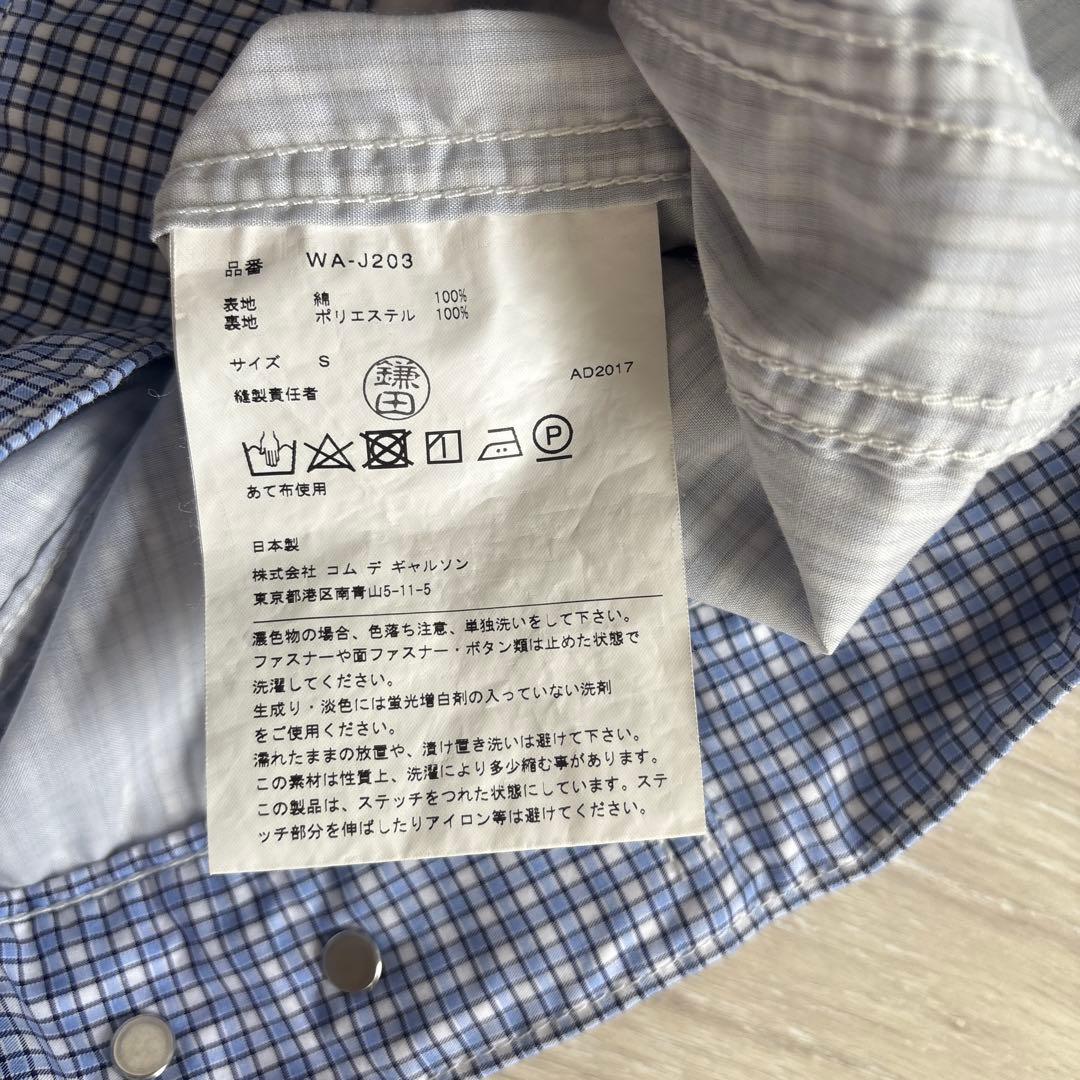 品番 WA-J203
表地 綿 100%
裏地 ポリエステル 100%
サイズ S
縫製責任者 鎌田
AD2017
P
あて布使用
日本製
株式会社 コム デ ギャルソン
東京都港区南青山5-11-5
濃色物の場合、色落ち注意、単独洗いをして下さい。
ファスナーや面ファスナー・ボタン類は止めた状態で
洗濯してください。
生成り・淡色には蛍光増白剤の入っていない洗剤
をご使用ください。
濡れたままの放置や、漬け置き洗いは避けて下さい。
この素材は性質上、洗濯により多少縮む事があります。
この製品は、ステッチをつれた状態にしています。ステ
ッチ部分を伸ばしたりアイロン等は避けてください。